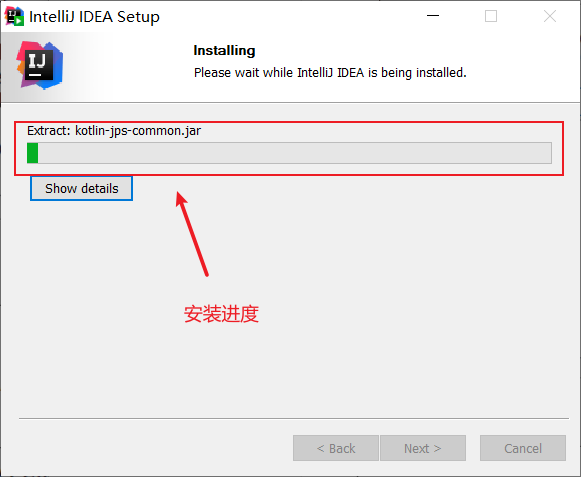 IntelliJ IDEA Setup
IJ
Installing
Please wait while IntelliJ IDEA is being installed.
Extract: kotlin-jps-common.jar
Show details
安装进度
< Back
Next >
Cancel